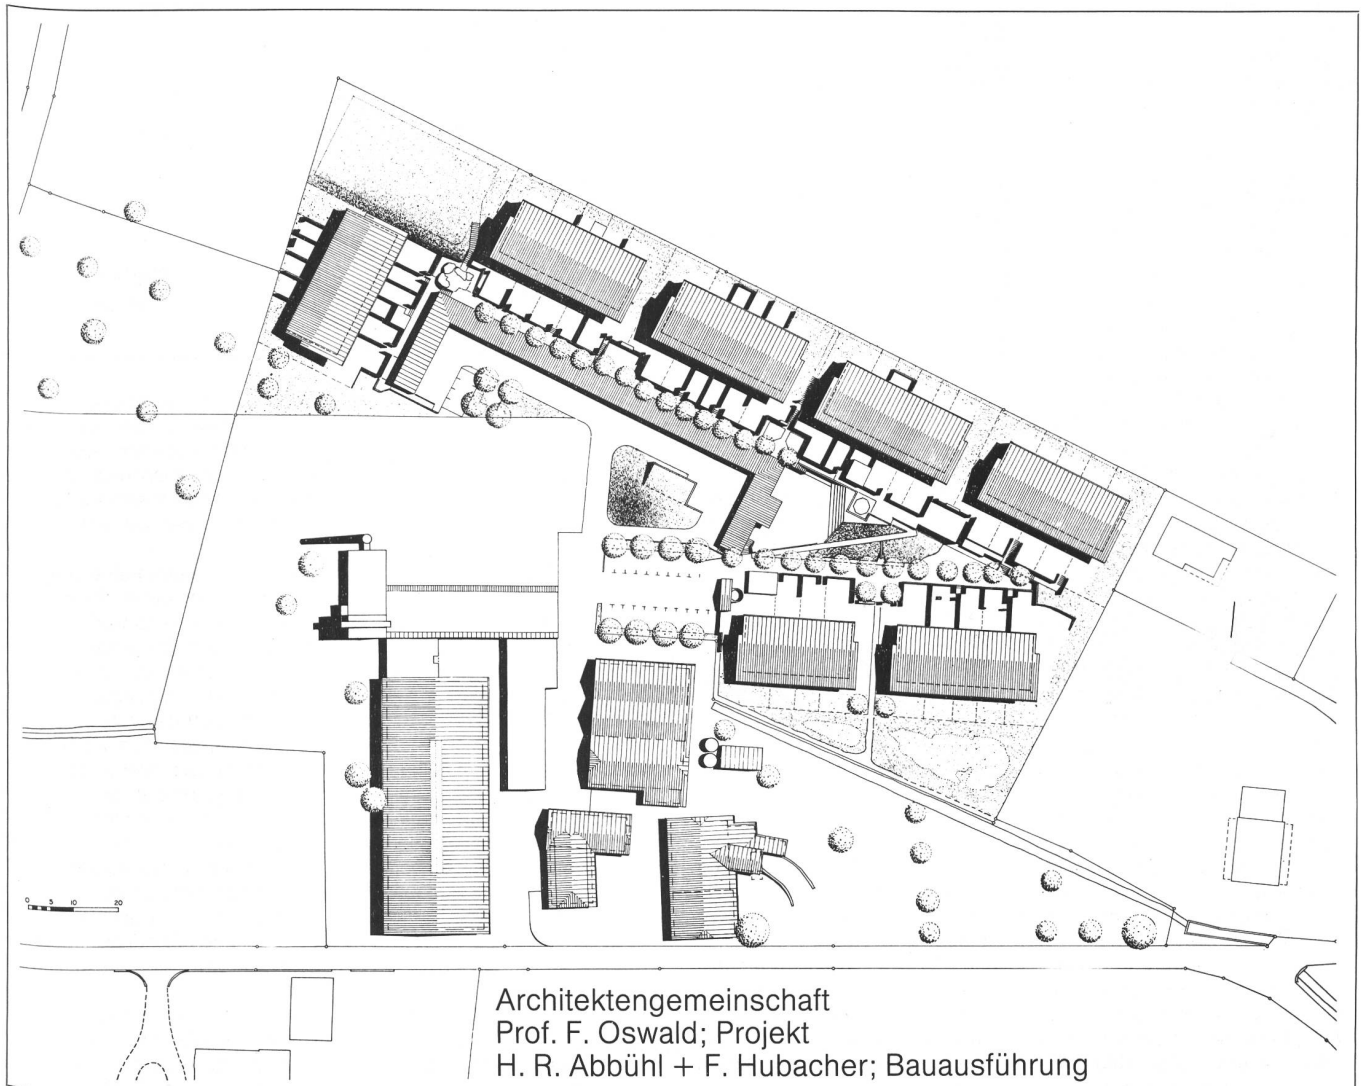 0 5 10 20
Architektengemeinschaft
Prof. F. Oswald; Projekt
H. R. Abbühl + F. Hubacher; Bauausführung